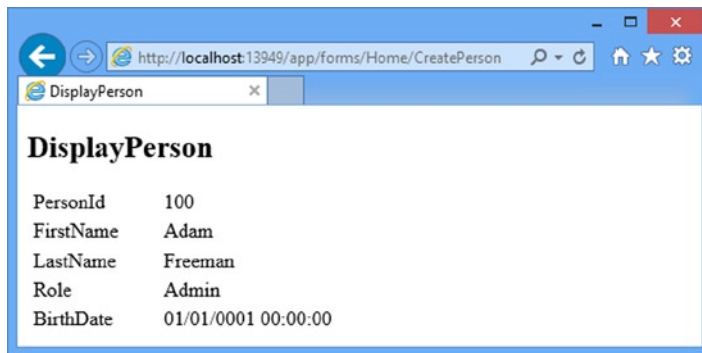 http://localhost:13949/app/forms/Home/CreatePerson
DisplayPerson
DisplayPerson
PersonId 100
FirstName Adam
LastName Freeman
Role Admin
BirthDate 01/01/0001 00:00:00